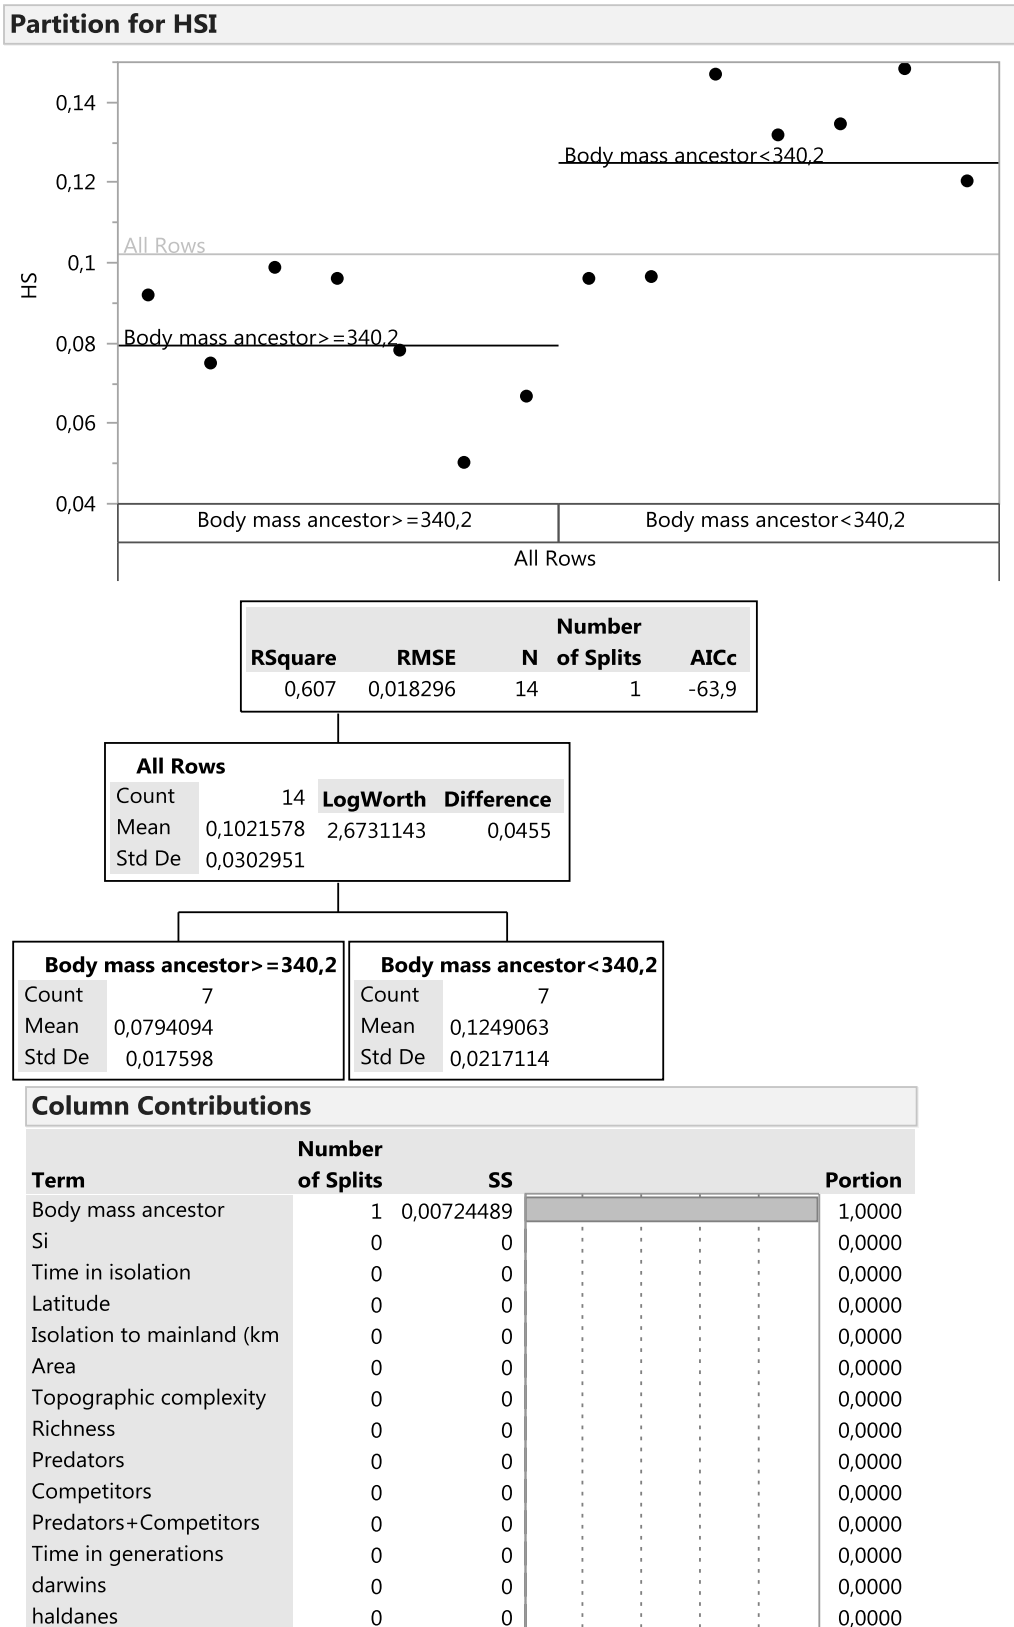 Partition for HSI
0,14
0,12
0,1
0,08
0,06
0,04
HS
Body mass ancestor<340,2
All Rows
Body mass ancestor>=340,2
Body mass ancestor>=340,2 Body mass ancestor<340,2
All Rows
RSquare RMSE N Number of Splits AICc
0,607 0,018296 14 1 -63,9
All Rows
Count 14 LogWorth Difference
Mean 0,1021578 2,6731143 0,0455
Std De 0,0302951
Body mass ancestor>=340,2
Count 7
Mean 0,0794094
Std De 0,017598
Body mass ancestor<340,2
Count 7
Mean 0,1249063
Std De 0,0217114
Column Contributions
Term Number of Splits SS Portion
Body mass ancestor 1 0,00724489 1,0000
Si 0 0 0,0000
Time in isolation 0 0 0,0000
Latitude 0 0 0,0000
Isolation to mainland (km 0 0 0,0000
Area 0 0 0,0000
Topographic complexity 0 0 0,0000
Richness 0 0 0,0000
Predators 0 0 0,0000
Competitors 0 0 0,0000
Predators+Competitors 0 0 0,0000
Time in generations 0 0 0,0000
darwins 0 0 0,0000
haldanes 0 0 0,0000